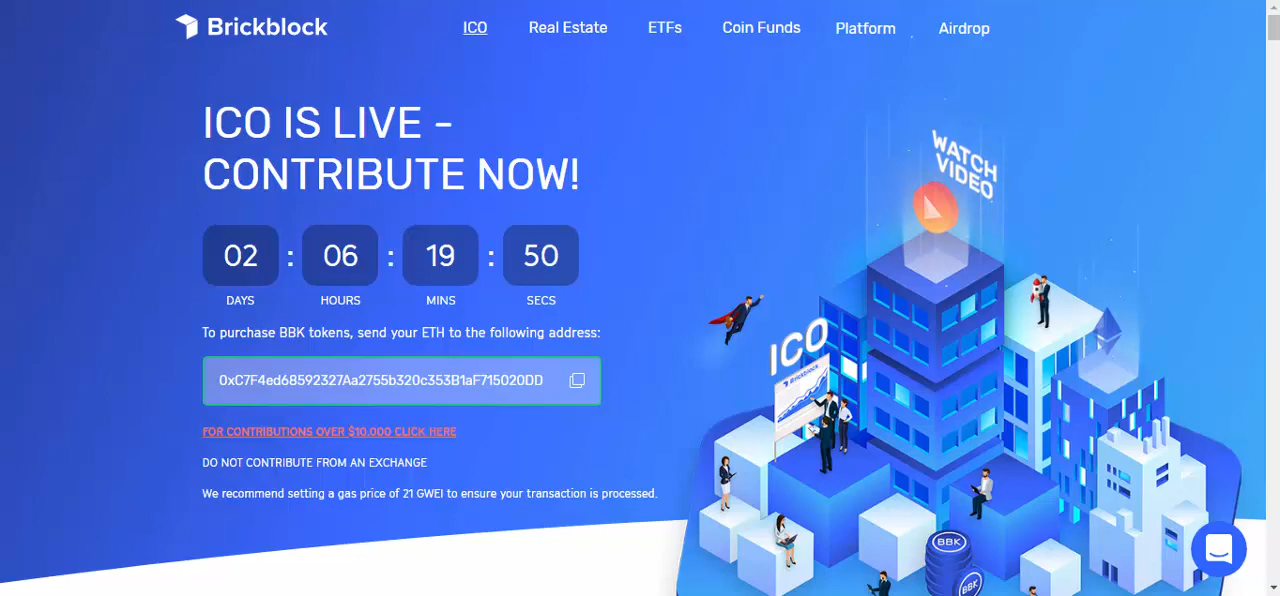 Brickblock
ICO Real Estate ETFs Coin Funds Platform Airdrop
ICO IS LIVE -
CONTRIBUTE NOW!
02 : 06 : 19 : 50
DAYS HOURS MINS SECS
To purchase BBK tokens, send your ETH to the following address:
0xC7F4ed68592327Aa2755b320c353B1aF715020DD
FOR CONTRIBUTIONS OVER $10,000 CLICK HERE
DO NOT CONTRIBUTE FROM AN EXCHANGE
We recommend setting a gas price of 21 GWEI to ensure your transaction is processed.
WATCH
VIDEO
ICO
Brickblock
BBK
BBK